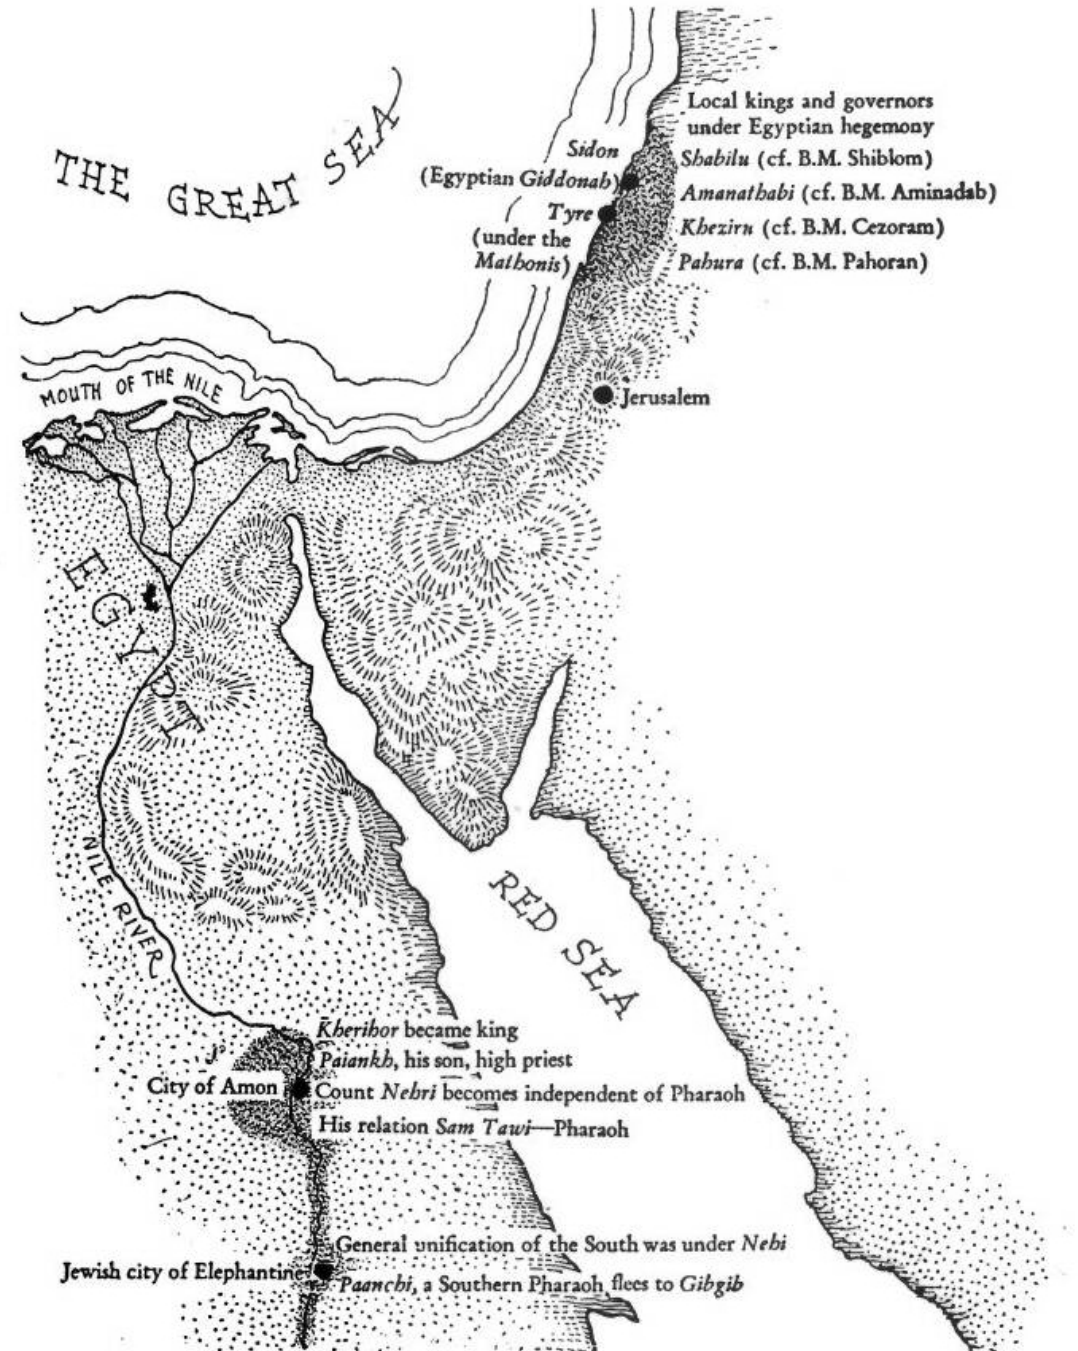 THE GREAT SEA
Local kings and governors
under Egyptian hegemony
Shabilu (cf. B.M. Shiblom)
Amanathabi (cf. B.M. Aminadab)
Khezirn (cf. B.M. Cezoram)
Pahura (cf. B.M. Pahoran)
Sidon
(Egyptian Giddonah)
Tyre
(under the
Mathonis)
MOUTH OF THE NILE
Jerusalem
EGYPT
NILE RIVER
RED SEA
Kherihor became king
Paiankh, his son, high priest
City of Amon
Count Nehri becomes independent of Pharaoh
His relation Sam Tawi—Pharaoh
General unification of the South was under Nehi
Jewish city of Elephantine
Paanchi, a Southern Pharaoh flees to Gibgib